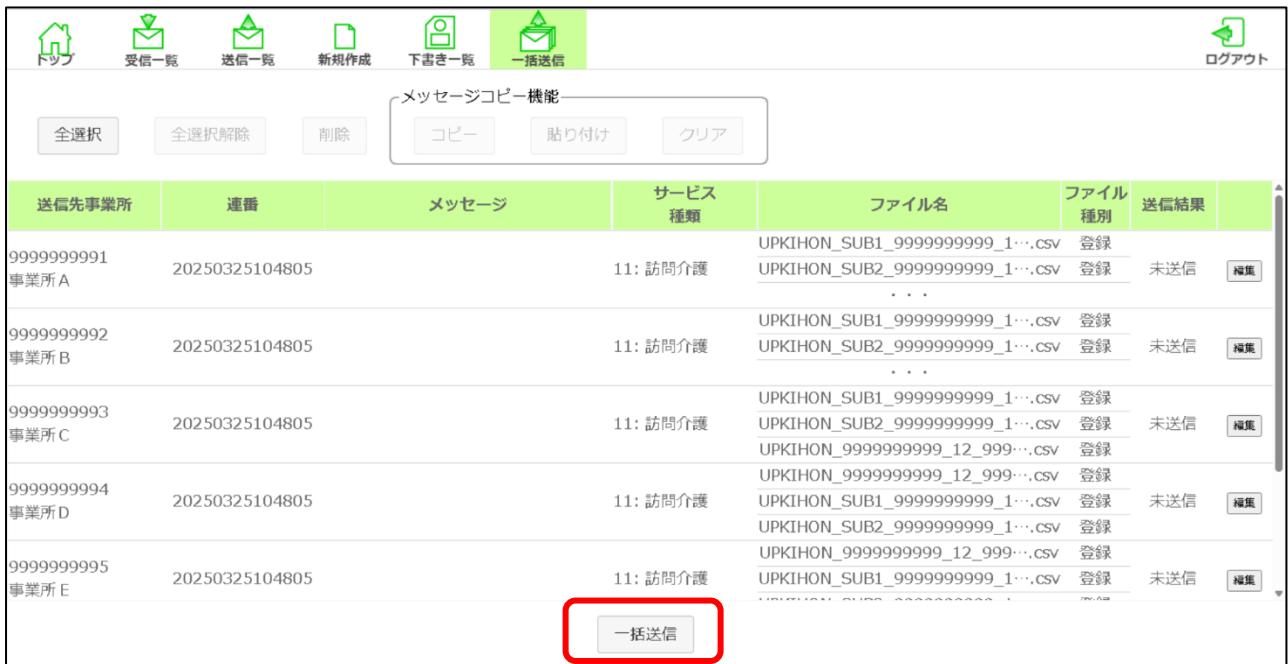 トップ 受信一覧 送信一覧 新規作成 下書き一覧 一括送信 ログアウト
メッセージコピー機能
全選択 全選択解除 削除 コピー 貼り付け クリア
送信先事業所 連番 メッセージ サービス種類 ファイル名 ファイル種別 送信結果
UPKIHON_SUB1_9999999999_1….csv 登録
9999999991
事業所A 20250325104805 11: 訪問介護 UPKIHON_SUB2_9999999999_1….csv 登録 未送信 編集
・・・
UPKIHON_SUB1_9999999999_1….csv 登録
9999999992
事業所B 20250325104805 11: 訪問介護 UPKIHON_SUB2_9999999999_1….csv 登録 未送信 編集
・・・
UPKIHON_SUB1_9999999999_1….csv 登録
9999999993
事業所C 20250325104805 11: 訪問介護 UPKIHON_SUB2_9999999999_1….csv 登録 未送信 編集
UPKIHON_9999999999_12_999….csv 登録
UPKIHON_9999999999_12_999….csv 登録
9999999994
事業所D 20250325104805 11: 訪問介護 UPKIHON_SUB1_9999999999_1….csv 登録 未送信 編集
UPKIHON_SUB2_9999999999_1….csv 登録
UPKIHON_9999999999_12_999….csv 登録
9999999995
事業所E 20250325104805 11: 訪問介護 UPKIHON_SUB1_9999999999_1….csv 登録 未送信 編集
一括送信